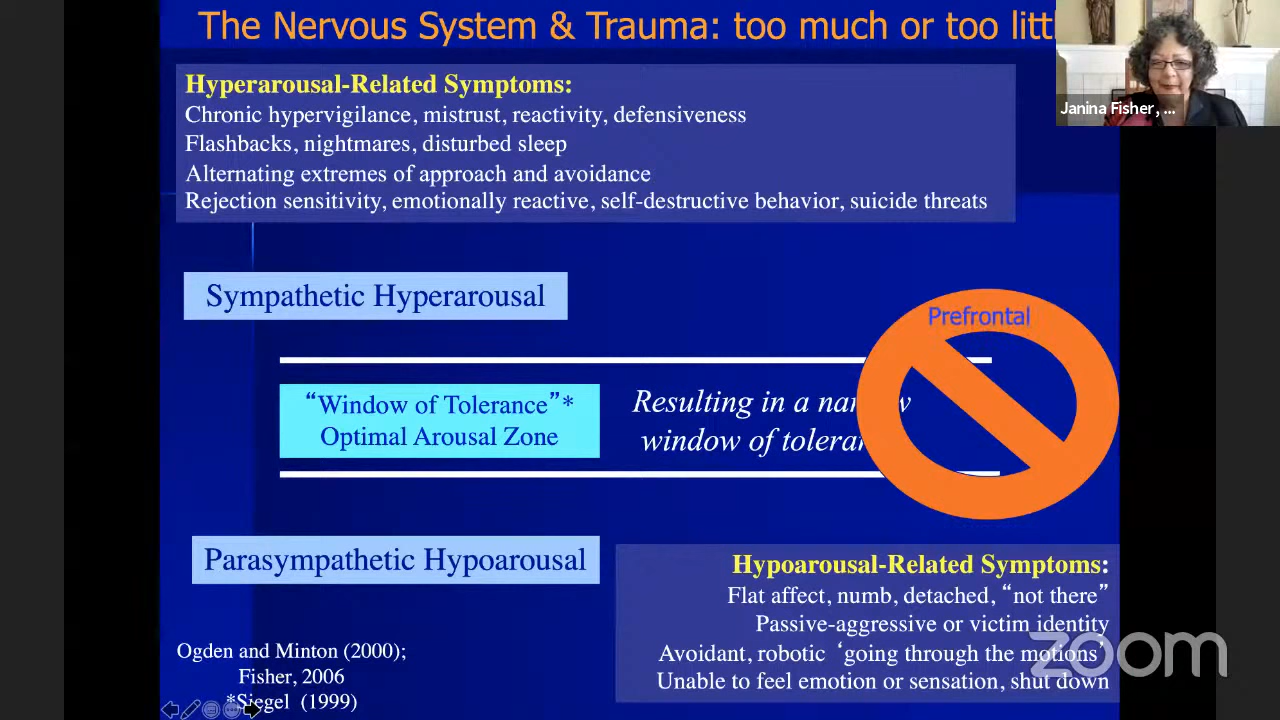 The Nervous System & Trauma: too much or too
Janina Fisher, ...
Hyperarousal-Related Symptoms:
Chronic hypervigilance, mistrust, reactivity, defensiveness
Flashbacks, nightmares, disturbed sleep
Alternating extremes of approach and avoidance
Rejection sensitivity, emotionally reactive, self-destructive behavior, suicide threats
Sympathetic Hyperarousal
Prefrontal
“Window of Tolerance”*
Optimal Arousal Zone
Resulting in a
window of
Parasympathetic Hypoarousal
Hypoarousal-Related Symptoms:
Flat affect, numb, detached, “not there”
Passive-aggressive or victim identity
Avoidant, robotic ‘going through the motions’
Unable to feel emotion or sensation, shut down
zoom
Ogden and Minton (2000);
Fisher, 2006
*Siegel (1999)